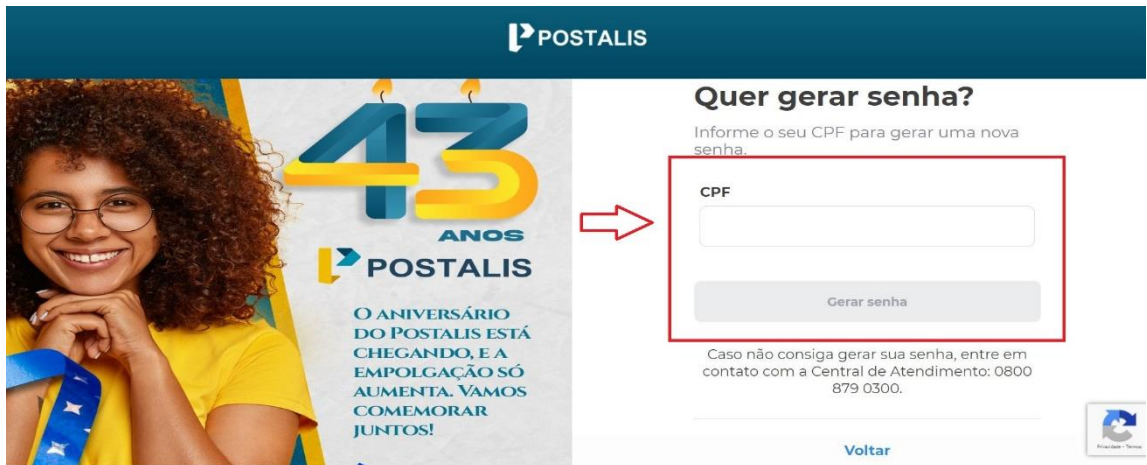 POSTALIS
43
ANOS
POSTALIS
O ANIVERSÁRIO
DO POSTALIS ESTÁ
CHEGANDO, E A
EMPOLGAÇÃO SÓ
AUMENTA. VAMOS
COMEMORAR
JUNTOS!
Quer gerar senha?
Informe o seu CPF para gerar uma nova
senha.
CPF
Gerar senha
Caso não consiga gerar sua senha, entre em
contato com a Central de Atendimento: 0800
879 0300.
Voltar
Privacidade - Termos